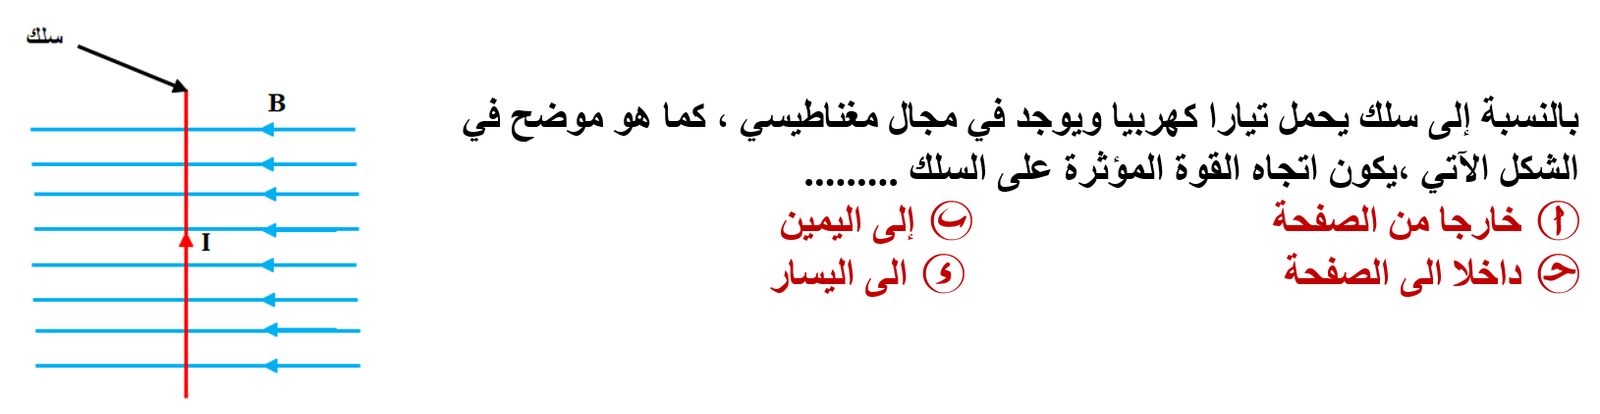 سلك
B
I
بالنسبة إلى سلك يحمل تيارا كهربيا ويوجد في مجال مغناطيسي ، كما هو موضح في
الشكل الآتي ،يكون اتجاه القوة المؤثرة على السلك .........
أ خارجا من الصفحة ب إلى اليمين
ج داخلا الى الصفحة د الى اليسار